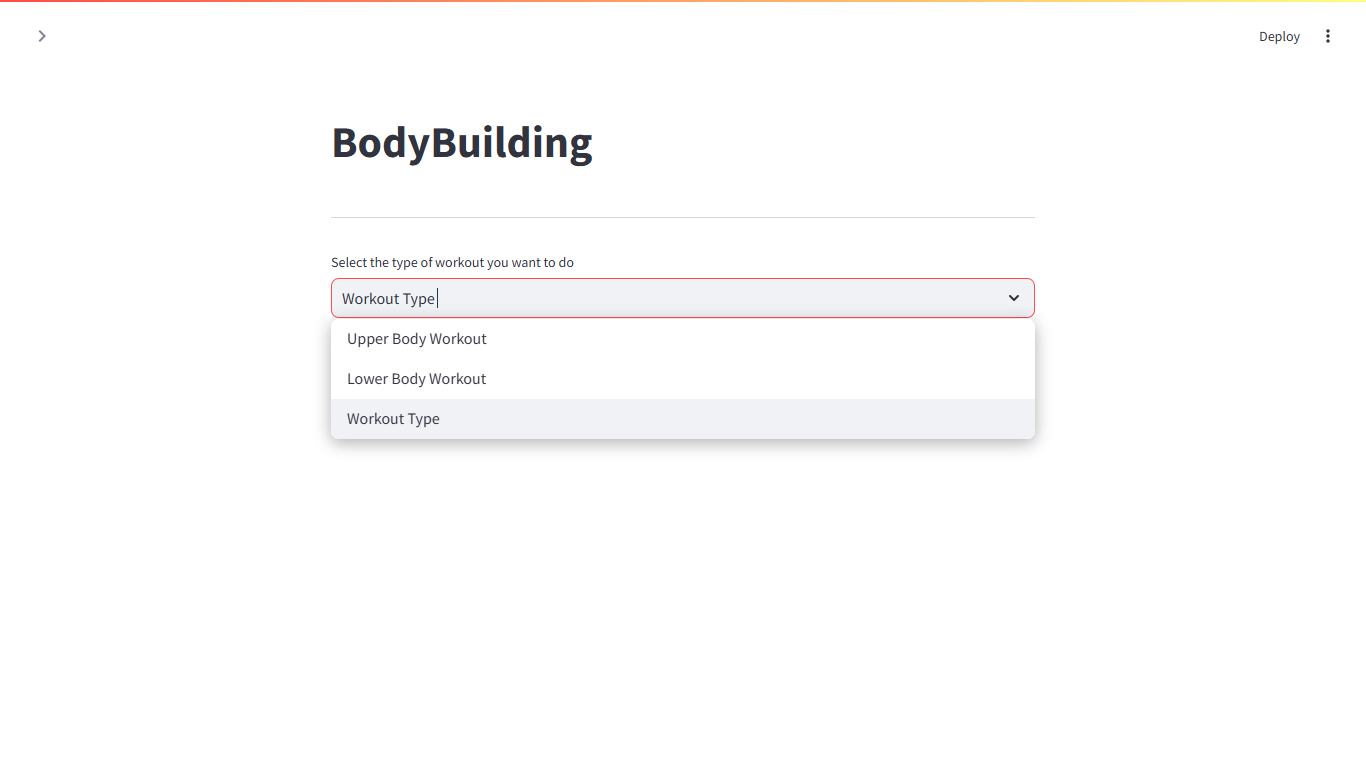 Deploy
BodyBuilding
Select the type of workout you want to do
Workout Type
Upper Body Workout
Lower Body Workout
Workout Type